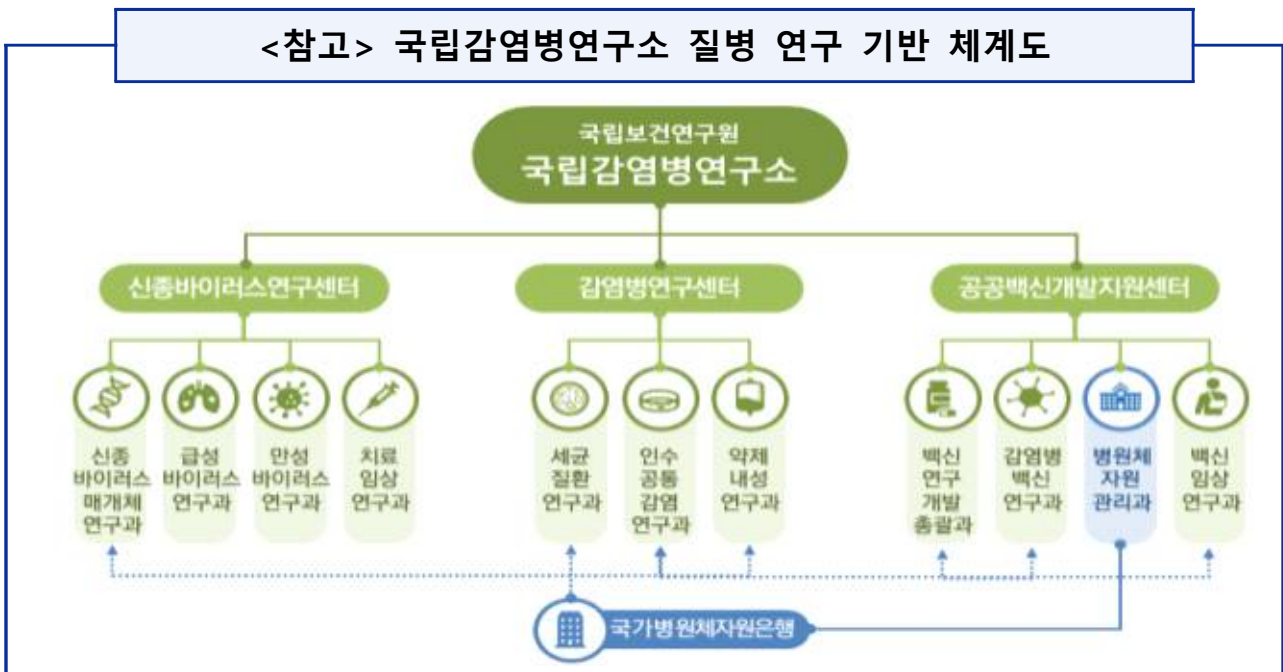 <참고> 국립감염병연구소 질병 연구 기반 체계도
국립보건연구원
국립감염병연구소
신종바이러스연구센터
감염병연구센터
공공백신개발지원센터
신종
바이러스
매개체
연구과
급성
바이러스
연구과
만성
바이러스
연구과
치료
임상
연구과
세균
질환
연구과
인수
공통
감염
연구과
약제
내성
연구과
백신
연구
개발
총괄과
감염병
백신
연구과
병원체
자원
관리과
백신
임상
연구과
국가병원체자원은행